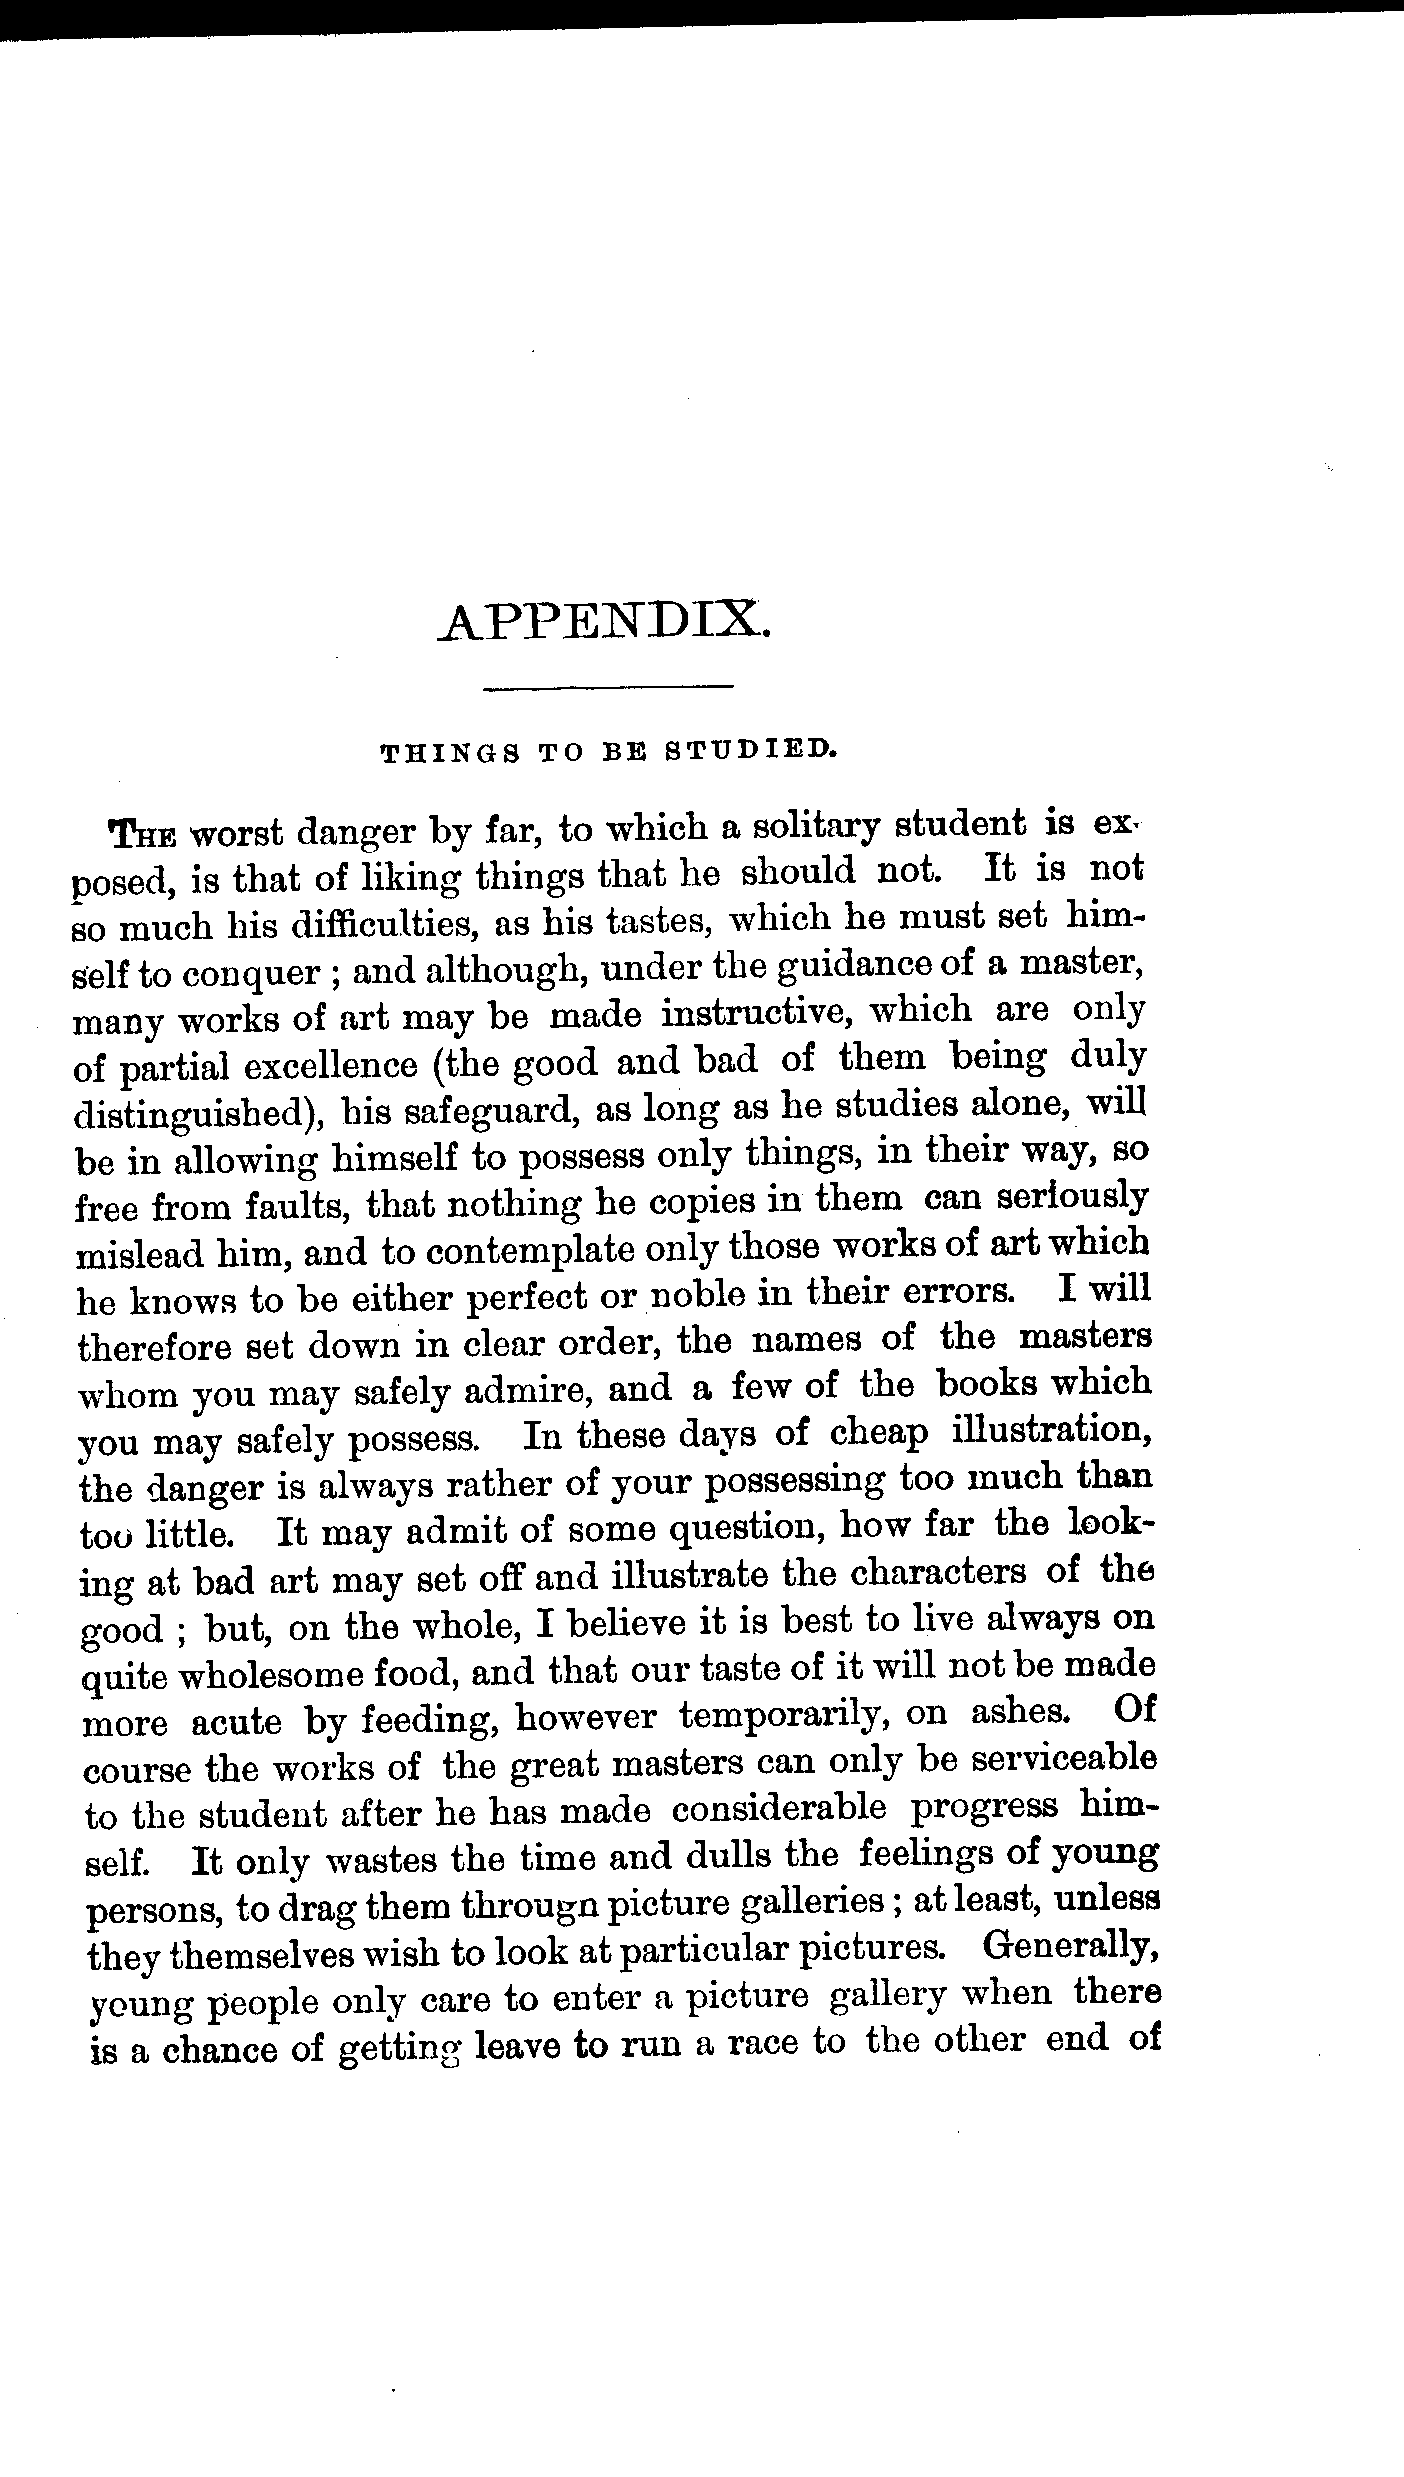 APPENDIX.
THINGS TO BE STUDIED.
THE worst danger by far, to which a solitary student is ex-
posed, is that of liking things that he should not. It is not
so much his difficulties, as his tastes, which he must set him-
self to conquer ; and although, under the guidance of a master,
many works of art may be made instructive, which are only
of partial excellence (the good and bad of them being duly
distinguished), his safeguard, as long as he studies alone, will
be in allowing himself to possess only things, in their way, so
free from faults, that nothing he copies in them can seriously
mislead him, and to contemplate only those works of art which
he knows to be either perfect or noble in their errors. I will
therefore set down in clear order, the names of the masters
whom you may safely admire, and a few of the books which
you may safely possess. In these days of cheap illustration,
the danger is always rather of your possessing too much than
too little. It may admit of some question, how far the look-
ing at bad art may set off and illustrate the characters of the
good ; but, on the whole, I believe it is best to live always on
quite wholesome food, and that our taste of it will not be made
more acute by feeding, however temporarily, on ashes. Of
course the works of the great masters can only be serviceable
to the student after he has made considerable progress him-
self. It only wastes the time and dulls the feelings of young
persons, to drag them through picture galleries ; at least, unless
they themselves wish to look at particular pictures. Generally,
young people only care to enter a picture gallery when there
is a chance of getting leave to run a race to the other end of